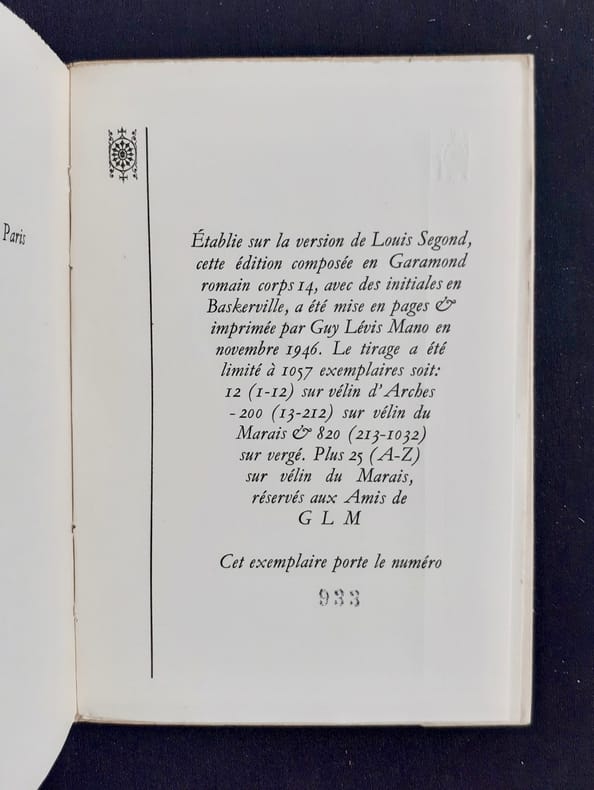 Paris
Établie sur la version de Louis Segond,
cette édition composée en Garamond
romain corps 14, avec des initiales en
Baskerville, a été mise en pages &
imprimée par Guy Lévis Mano en
novembre 1946. Le tirage a été
limité à 1057 exemplaires soit:
12 (1-12) sur vélin d'Arches
- 200 (13-212) sur vélin du
Marais & 820 (213-1032)
sur vergé. Plus 25 (A-Z)
sur vélin du Marais,
réservés aux Amis de
G L M
Cet exemplaire porte le numéro
933